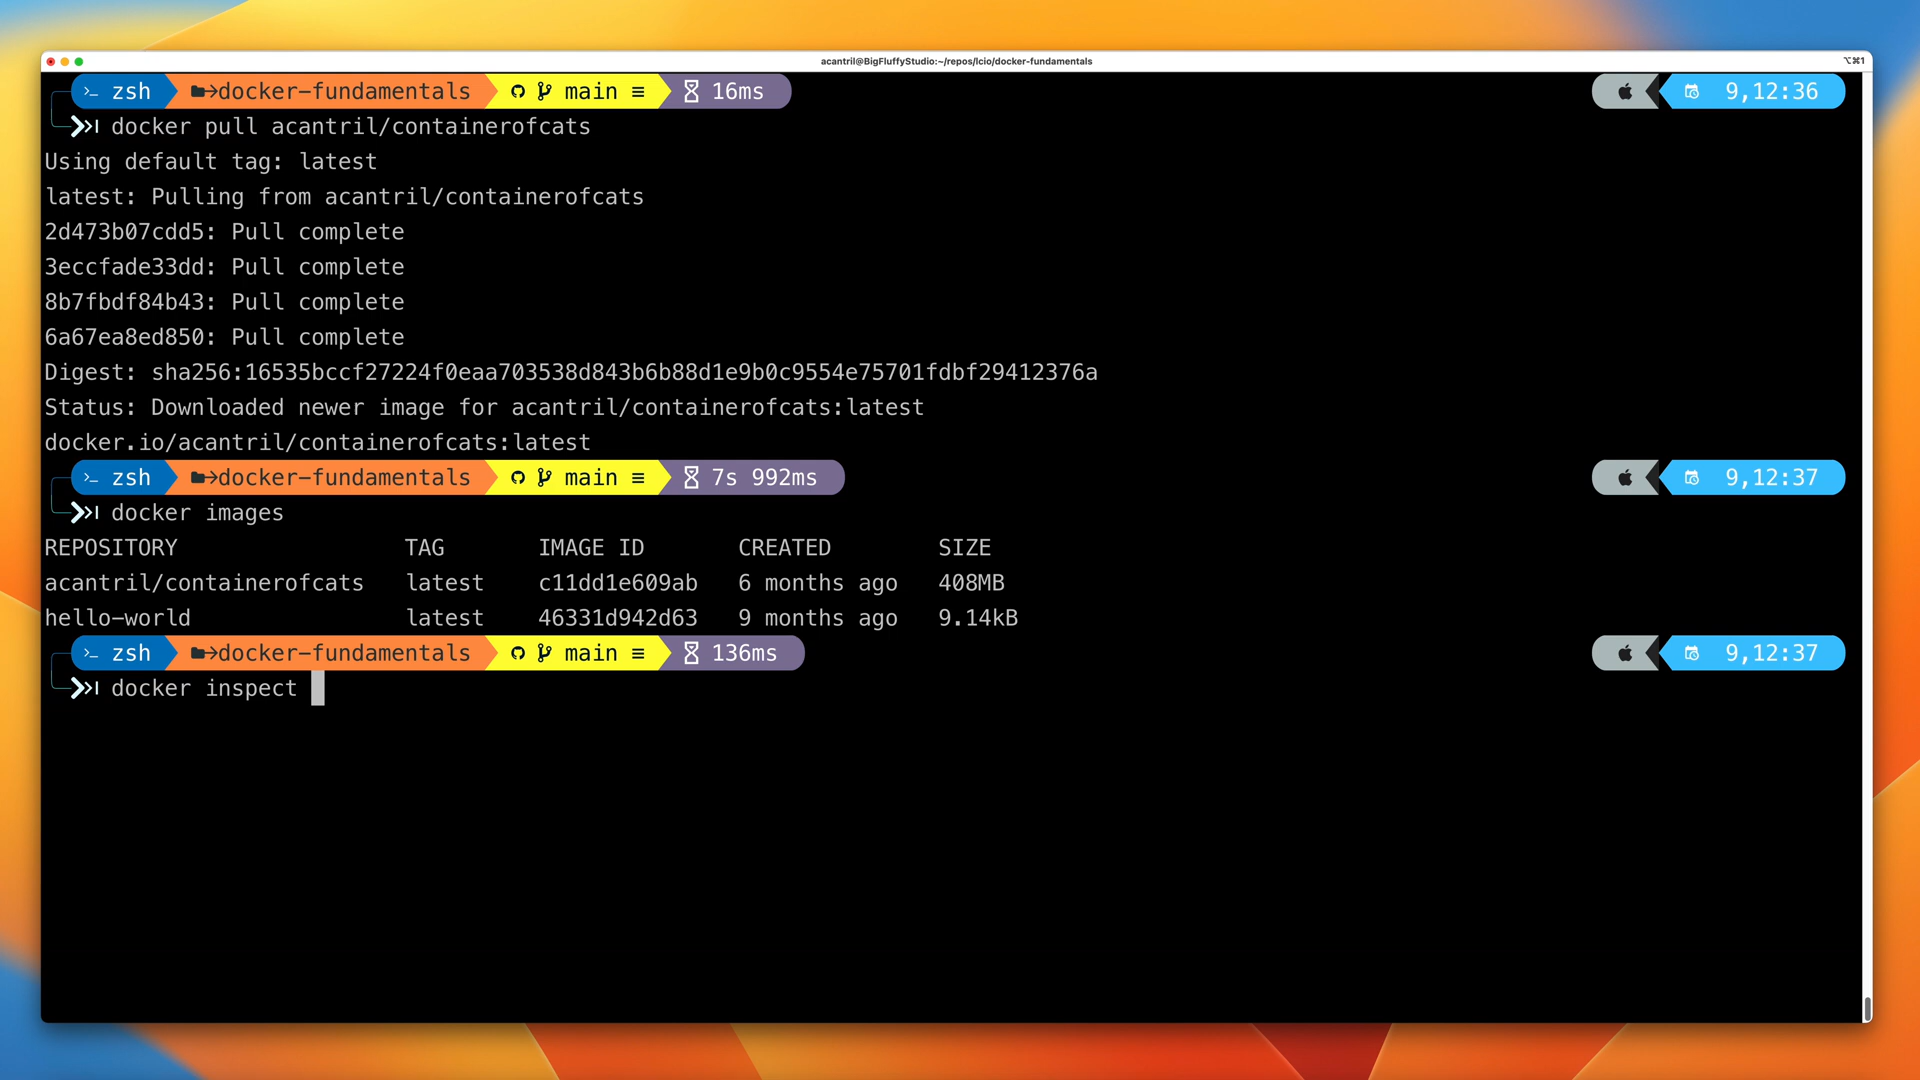 acantril@BigFluffyStudio:~/repos/lcio/docker-fundamentals ⌥⌘1
zsh docker-fundamentals main ≡ 16ms 9,12:36
docker pull acantril/containerofcats
Using default tag: latest
latest: Pulling from acantril/containerofcats
2d473b07cdd5: Pull complete
3eccfade33dd: Pull complete
8b7fbdf84b43: Pull complete
6a67ea8ed850: Pull complete
Digest: sha256:16535bccf27224f0eaa703538d843b6b88d1e9b0c9554e75701fdbf29412376a
Status: Downloaded newer image for acantril/containerofcats:latest
docker.io/acantril/containerofcats:latest
zsh docker-fundamentals main ≡ 7s 992ms 9,12:37
docker images
REPOSITORY TAG IMAGE ID CREATED SIZE
acantril/containerofcats latest c11dd1e609ab 6 months ago 408MB
hello-world latest 46331d942d63 9 months ago 9.14kB
zsh docker-fundamentals main ≡ 136ms 9,12:37
docker inspect